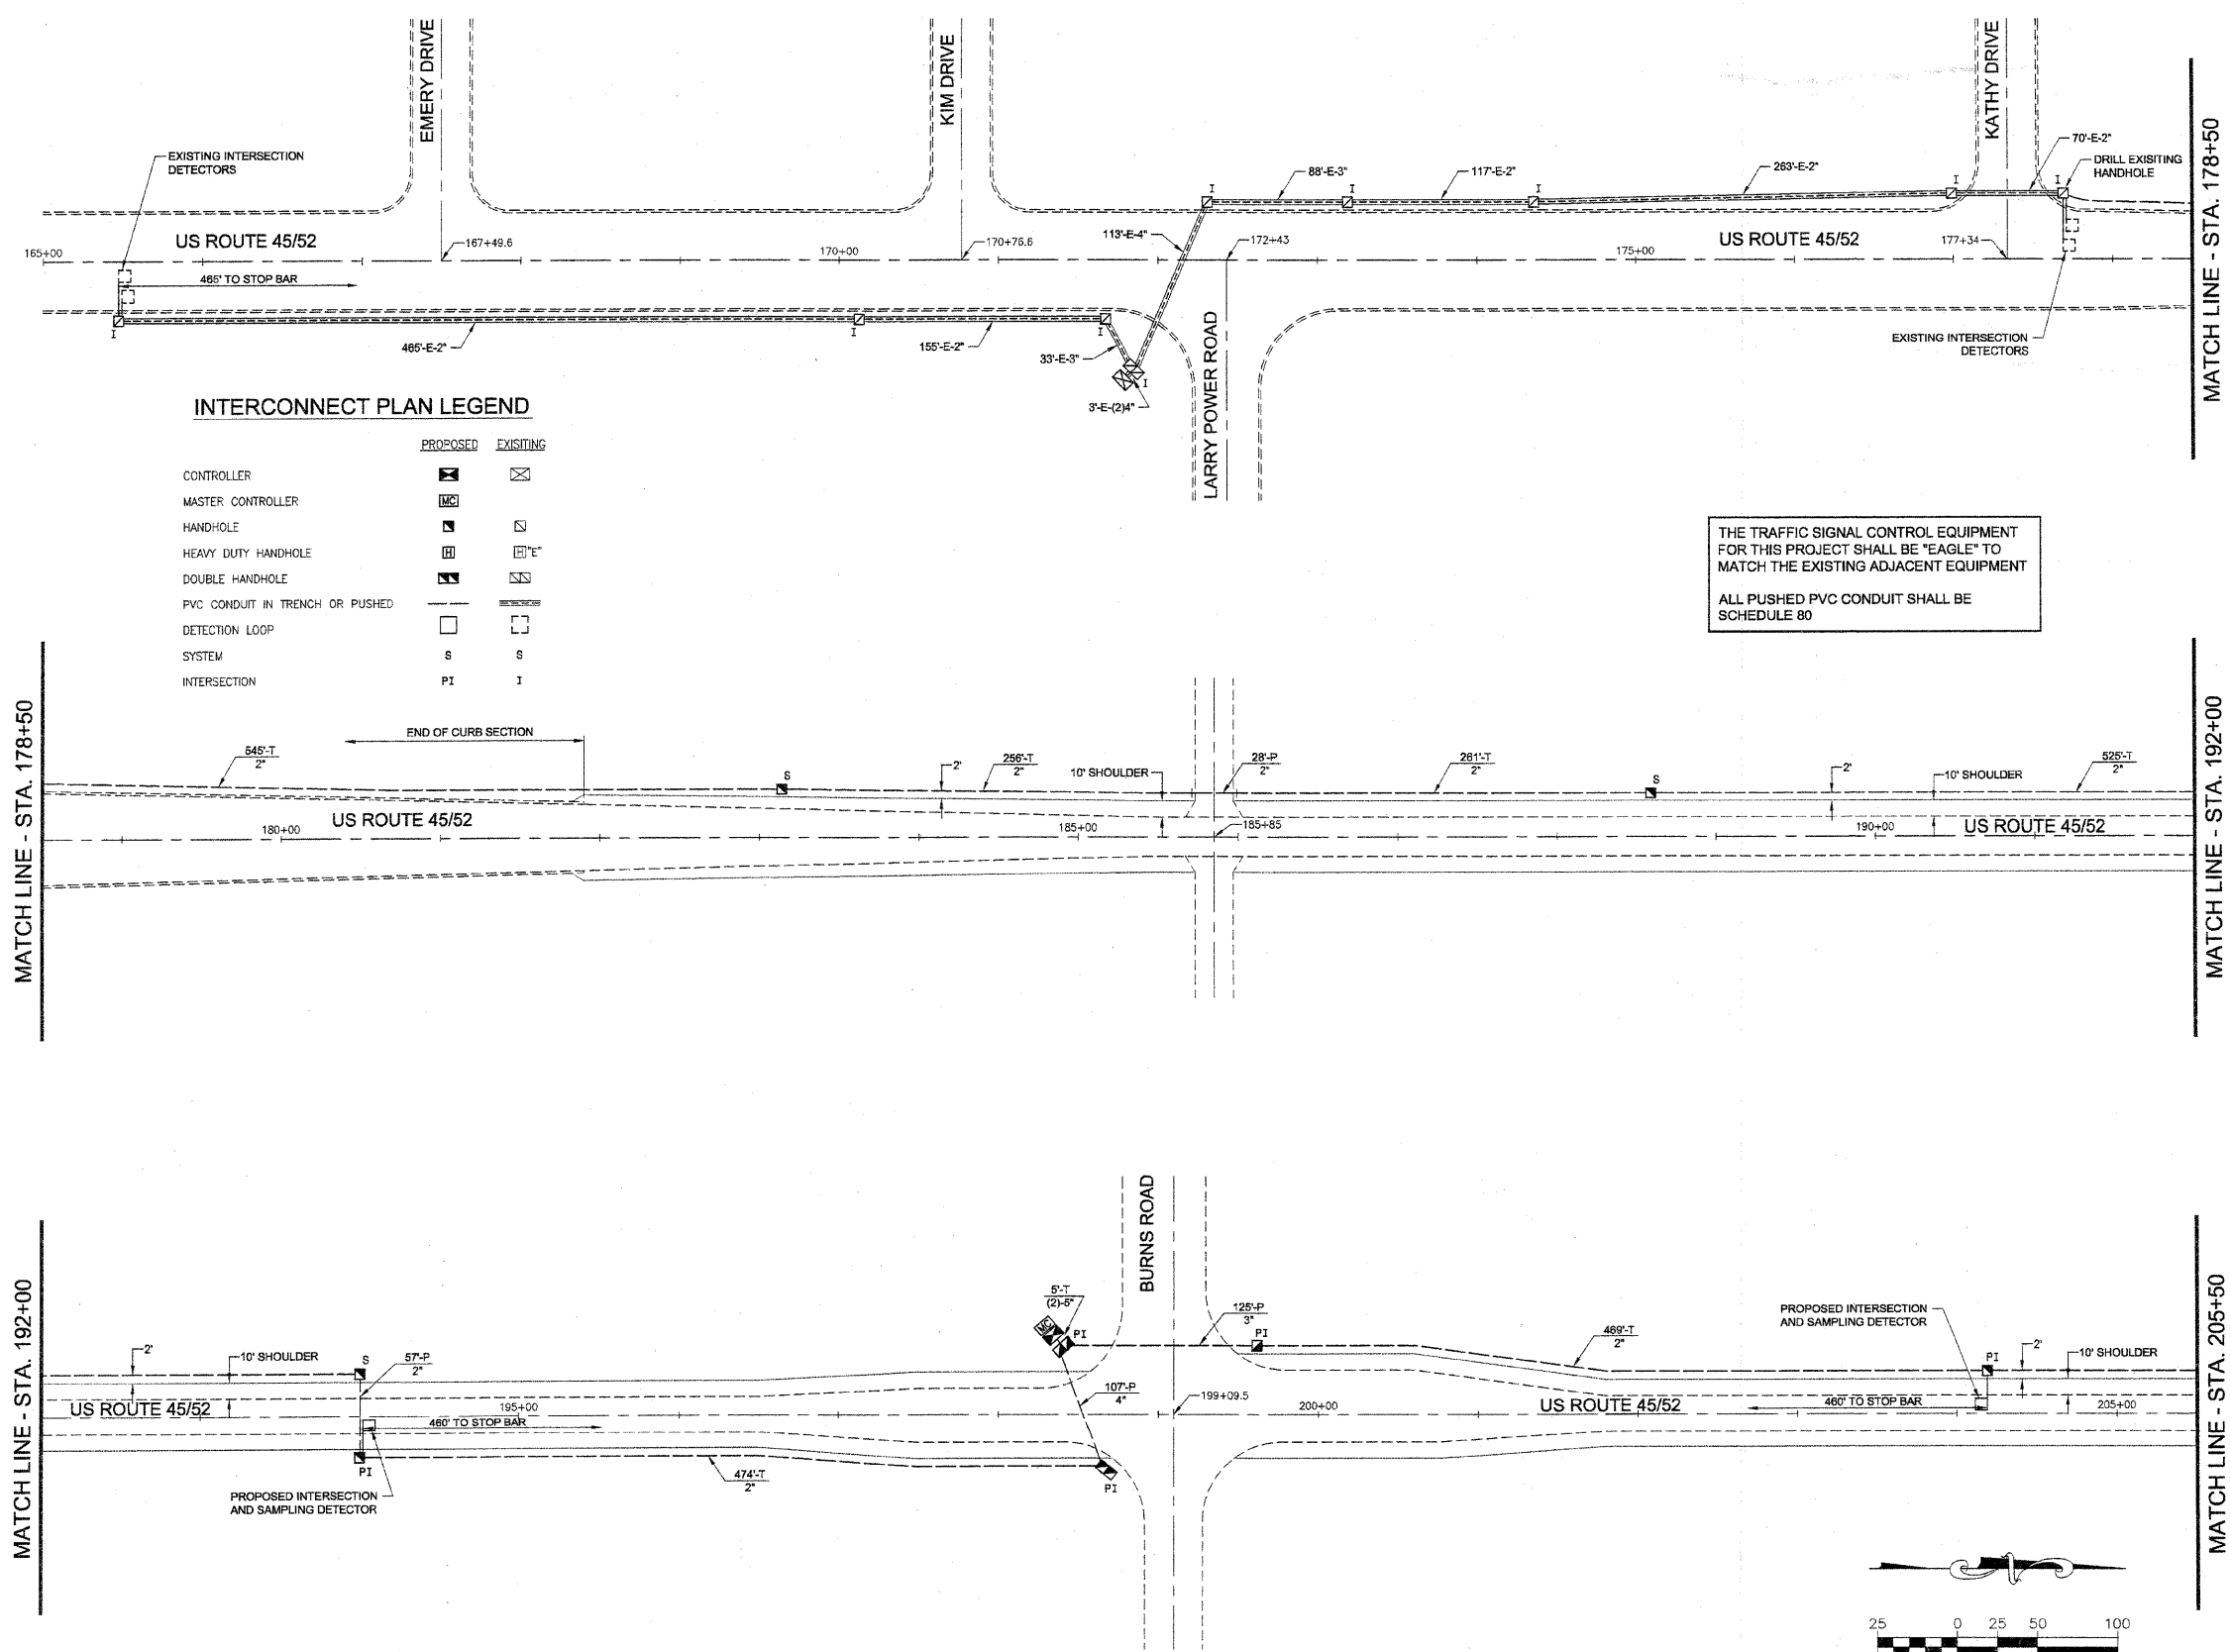 EMERY DRIVE
KIM DRIVE
KATHY DRIVE
EXISTING INTERSECTION
DETECTORS
88'-E-3"
117'-E-2"
263'-E-2"
70'-E-2"
DRILL EXISITING
HANDHOLE
I
I
I
I
I
US ROUTE 45/52
165+00
167+49.6
170+00
170+76.6
113'-E-4"
172+43
175+00
US ROUTE 45/52
177+34
465' TO STOP BAR
I
I
I
465'-E-2"
155'-E-2"
33'-E-3"
I
3'-E-(2)4"
LARRY POWER ROAD
EXISTING INTERSECTION
DETECTORS
MATCH LINE - STA. 178+50
INTERCONNECT PLAN LEGEND
PROPOSED EXISITING
CONTROLLER
MASTER CONTROLLER MC
HANDHOLE
HEAVY DUTY HANDHOLE H H "E"
DOUBLE HANDHOLE
PVC CONDUIT IN TRENCH OR PUSHED
DETECTION LOOP
SYSTEM S S
INTERSECTION PI I
THE TRAFFIC SIGNAL CONTROL EQUIPMENT
FOR THIS PROJECT SHALL BE "EAGLE" TO
MATCH THE EXISTING ADJACENT EQUIPMENT
ALL PUSHED PVC CONDUIT SHALL BE
SCHEDULE 80
MATCH LINE - STA. 178+50
END OF CURB SECTION
545'-T
2"
S
2'
256'-T
2"
10' SHOULDER
28'-P
2"
261'-T
2"
S
2'
10' SHOULDER
525'-T
2"
180+00
US ROUTE 45/52
185+00
185+85
190+00
US ROUTE 45/52
MATCH LINE - STA. 192+00
MATCH LINE - STA. 192+00
BURNS ROAD
2'
10' SHOULDER
S
57'-P
2"
MC
5'-T
(2)-5"
PI
125'-P
3"
PI
469'-T
2"
PROPOSED INTERSECTION
AND SAMPLING DETECTOR
PI
2'
10' SHOULDER
US ROUTE 45/52
195+00
460' TO STOP BAR
107'-P
4"
199+09.5
200+00
US ROUTE 45/52
460' TO STOP BAR
205+00
PI
474'-T
2"
PI
PROPOSED INTERSECTION
AND SAMPLING DETECTOR
MATCH LINE - STA. 205+50
25 0 25 50 100